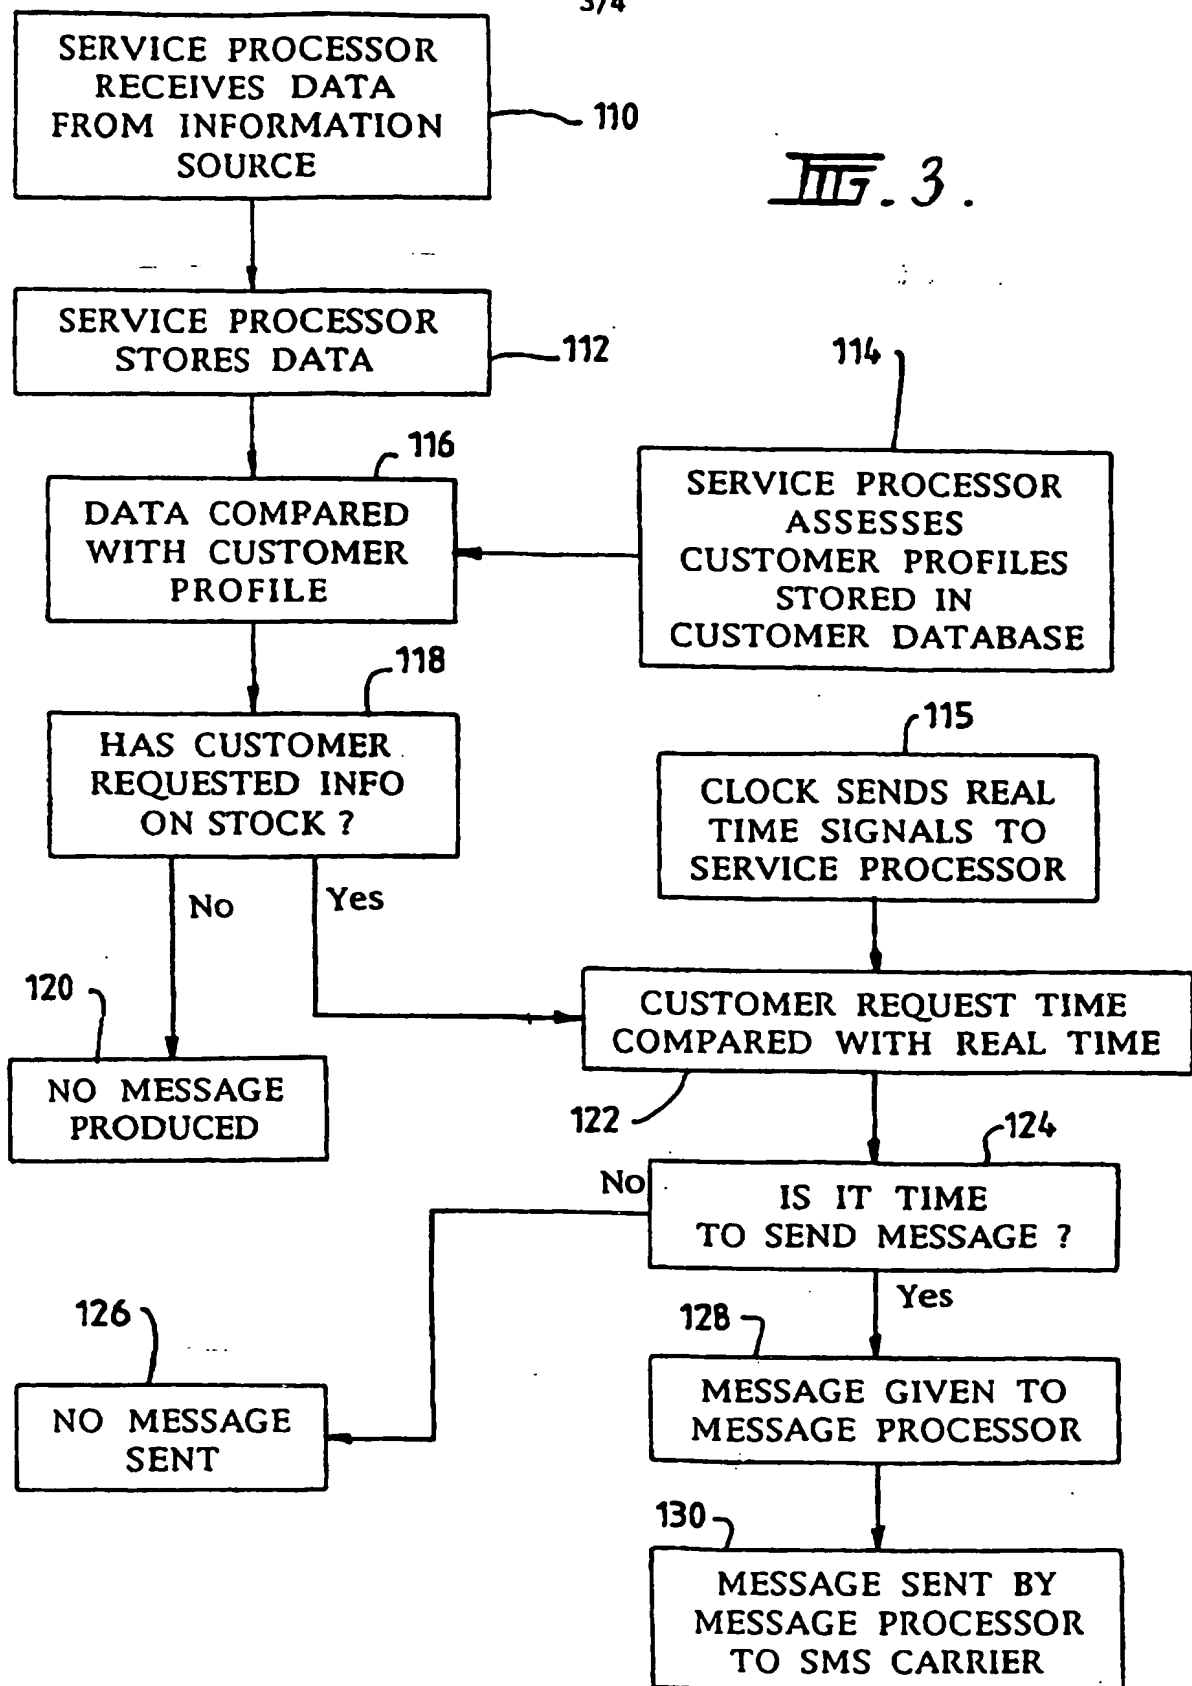 3/4
SERVICE PROCESSOR
RECEIVES DATA
FROM INFORMATION
SOURCE
110
FIG. 3.
SERVICE PROCESSOR
STORES DATA
112
114
116
DATA COMPARED
WITH CUSTOMER
PROFILE
SERVICE PROCESSOR
ASSESSES
CUSTOMER PROFILES
STORED IN
CUSTOMER DATABASE
118
HAS CUSTOMER
REQUESTED INFO
ON STOCK ?
115
CLOCK SENDS REAL
TIME SIGNALS TO
SERVICE PROCESSOR
No
Yes
120
NO MESSAGE
PRODUCED
CUSTOMER REQUEST TIME
COMPARED WITH REAL TIME
122
124
No
IS IT TIME
TO SEND MESSAGE ?
Yes
126
NO MESSAGE
SENT
128
MESSAGE GIVEN TO
MESSAGE PROCESSOR
130
MESSAGE SENT BY
MESSAGE PROCESSOR
TO SMS CARRIER